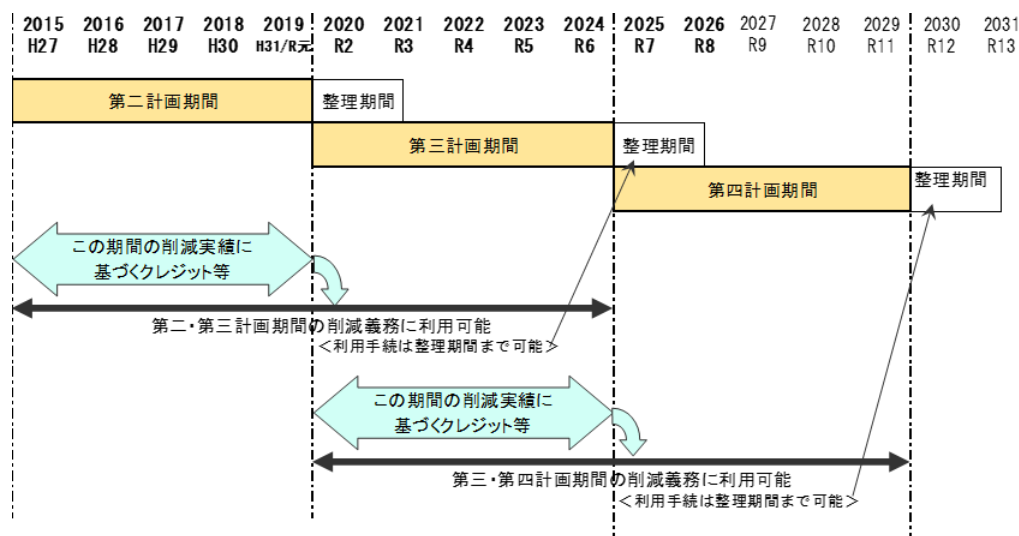 2015 2016 2017 2018 2019 2020 2021 2022 2023 2024 2025 2026 2027 2028 2029 2030 2031
H27 H28 H29 H30 H31/R元 R2 R3 R4 R5 R6 R7 R8 R9 R10 R11 R12 R13
第二計画期間 整理期間
第三計画期間 整理期間
第四計画期間 整理期間
この期間の削減実績に
基づくクレジット等
第二・第三計画期間の削減義務に利用可能
＜利用手続は整理期間まで可能＞
この期間の削減実績に
基づくクレジット等
第三・第四計画期間の削減義務に利用可能
＜利用手続は整理期間まで可能＞